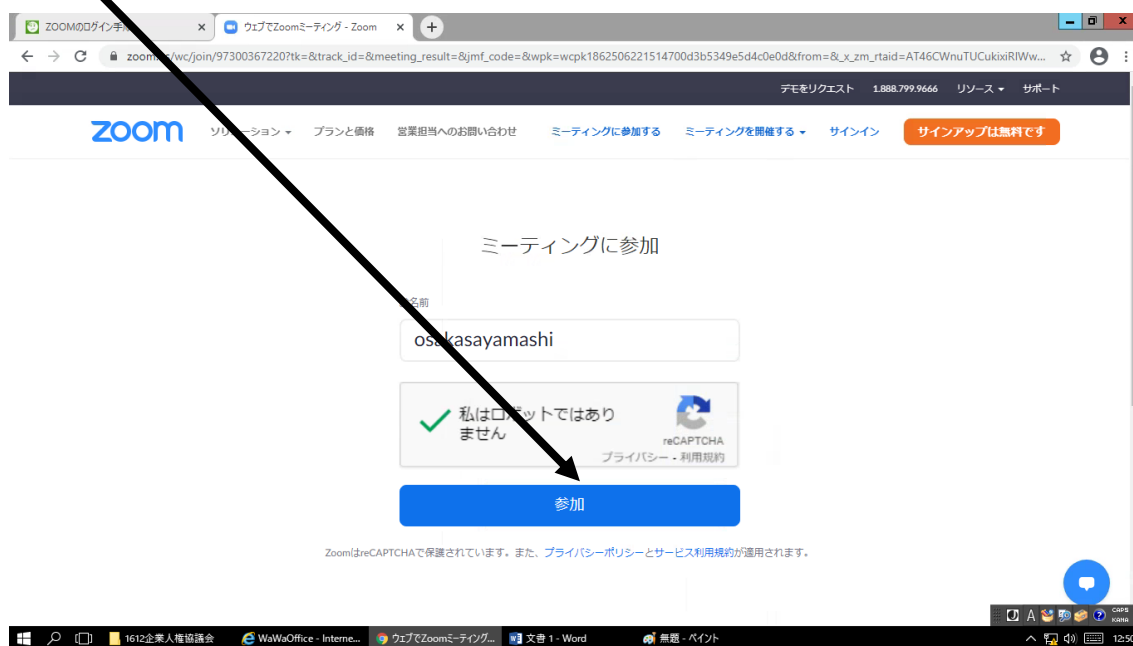 ZOOMのログイン手
ウェブでZoomミーティング - Zoom
/wc/join/97300367220?tk=&track_id=&meeting_result=&jmf_code=&wpk=wcpk1862506221514700d3b5349e5d4c0e0d&from=&_x_zm_rtaid=AT46CWnuTUCukixiRlWw...
デモをリクエスト 1.888.799.9666 リソース サポート
zoom ソリューション プランと価格 営業担当へのお問い合わせ ミーティングに参加する ミーティングを開催する サインイン サインアップは無料です
ミーティングに参加
名前
osakasayamashi
私はロボットではあり
ません
reCAPTCHA
プライバシー - 利用規約
参加
ZoomはreCAPTCHAで保護されています。また、プライバシーポリシーとサービス利用規約が適用されます。
A CAPS
KANA
1612企業人権協議会 WaWaOffice - Interne... ウェブでZoomミーティング... 文書 1 - Word 無題 - ペイント 12:50